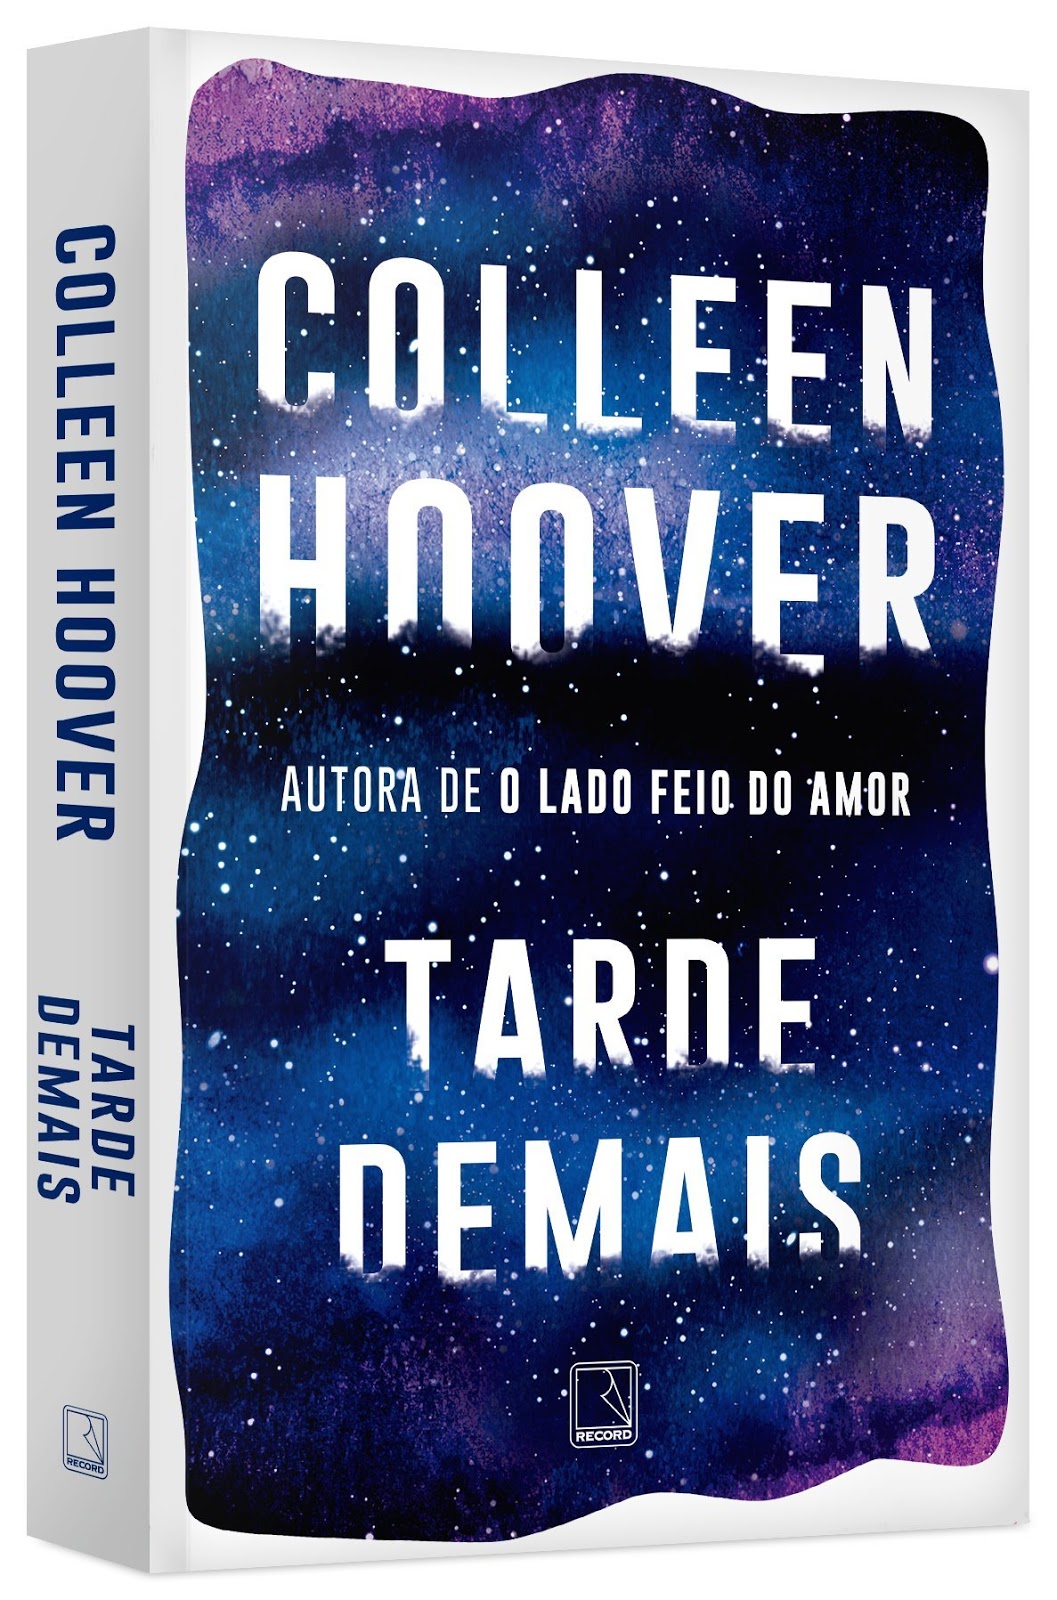 COLLEEN
HOOVER
AUTORA DE O LADO FEIO DO AMOR
TARDE
DEMAIS
RECORD
COLLEEN HOOVER
TARDE
DEMAIS
RECORD